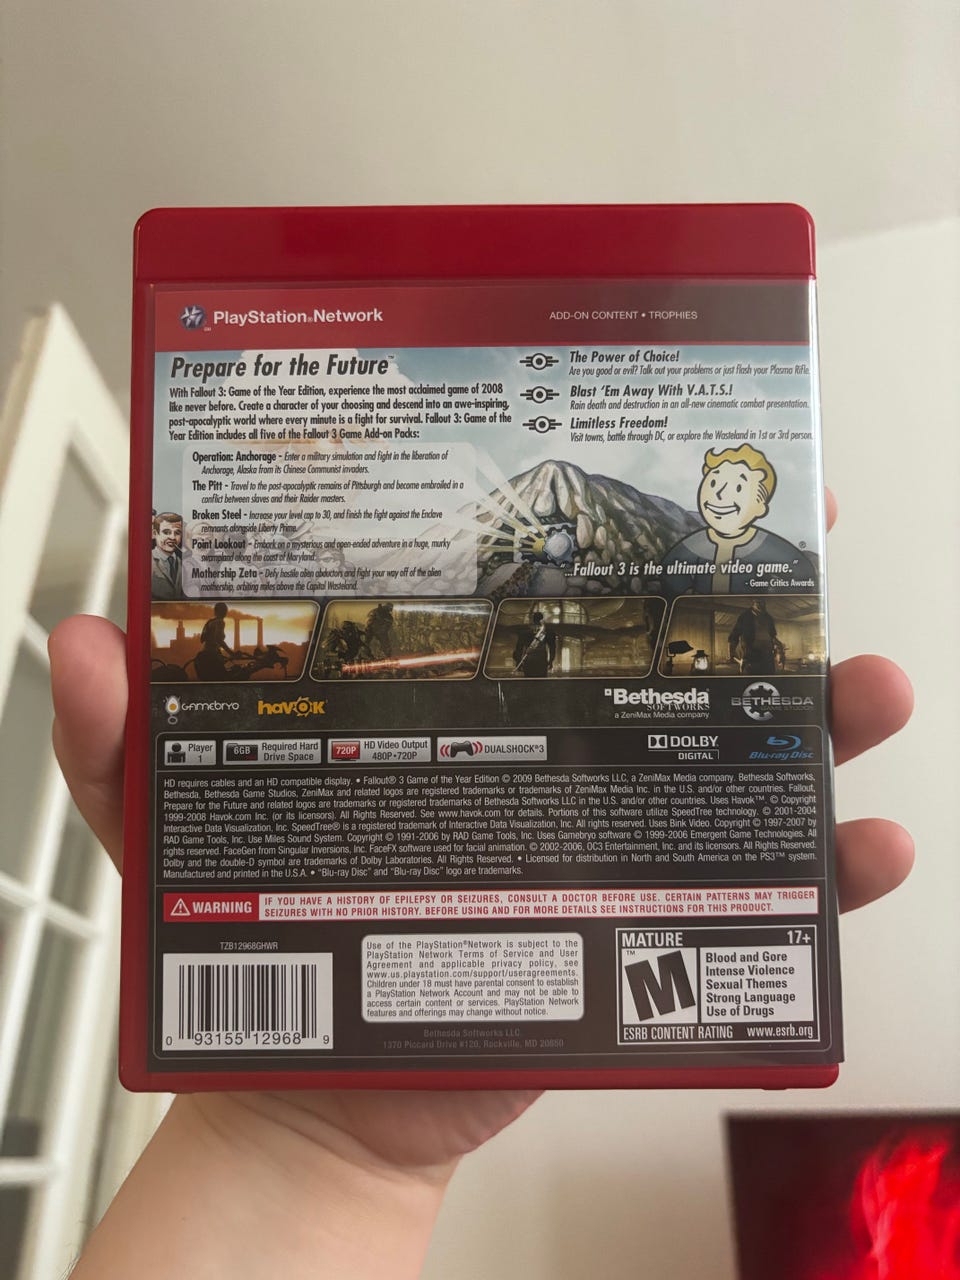 PlayStation®Network
ADD-ON CONTENT • TROPHIES
Prepare for the Future™
With Fallout 3: Game of the Year Edition, experience the most acclaimed game of 2008
like never before. Create a character of your choosing and descend into an awe-inspiring,
post-apocalyptic world where every minute is a fight for survival. Fallout 3: Game of the
Year Edition includes all five of the Fallout 3 Game Add-on Packs:
Operation: Anchorage - Enter a military simulation and fight in the liberation of
Anchorage, Alaska from its Chinese Communist invaders.
The Pitt - Travel to the post-apocalyptic remains of Pittsburgh and become embroiled in a
conflict between slaves and their Raider masters.
Broken Steel - Increase your level cap to 30, and finish the fight against the Enclave
remnants alongside Liberty Prime.
Point Lookout - Embark on a mysterious and open-ended adventure in a huge, murky
swampland along the coast of Maryland.
Mothership Zeta - Defy hostile alien abductors and fight your way off of the alien
mothership, orbiting miles above the Capital Wasteland.
The Power of Choice!
Are you good or evil? Talk out your problems or just flash your Plasma Rifle.
Blast 'Em Away With V.A.T.S.!
Rain death and destruction in an all-new cinematic combat presentation.
Limitless Freedom!
Visit towns, battle through DC, or explore the Wasteland in 1st or 3rd person.
®
"...Fallout 3 is the ultimate video game."
- Game Critics Awards
GAMEBRYO
havok
Bethesda
SOFTWORKS
a ZeniMax Media company
BETHESDA
GAME STUDIOS
Player
1
6GB
Required Hard
Drive Space
720P
HD Video Output
480P•720P
DUALSHOCK®3
DOLBY
DIGITAL
Blu-ray Disc
HD requires cables and an HD compatible display. • Fallout® 3 Game of the Year Edition © 2009 Bethesda Softworks LLC, a ZeniMax Media company. Bethesda Softworks,
Bethesda, Bethesda Game Studios, ZeniMax and related logos are registered trademarks or trademarks of ZeniMax Media Inc. in the U.S. and/or other countries. Fallout,
Prepare for the Future and related logos are trademarks or registered trademarks of Bethesda Softworks LLC in the U.S. and/or other countries. Uses Havok™. © Copyright
1999-2008 Havok.com Inc. (or its licensors). All Rights Reserved. See www.havok.com for details. Portions of this software utilize SpeedTree technology. © 2001-2004
Interactive Data Visualization, Inc. SpeedTree® is a registered trademark of Interactive Data Visualization, Inc. All rights reserved. Uses Bink Video. Copyright © 1997-2007 by
RAD Game Tools, Inc. Use Miles Sound System. Copyright © 1991-2006 by RAD Game Tools, Inc. Uses Gamebryo software © 1999-2006 Emergent Game Technologies. All
rights reserved. FaceGen from Singular Inversions, Inc. FaceFX software used for facial animation. © 2002-2006, OC3 Entertainment, Inc. and its licensors. All Rights Reserved.
Dolby and the double-D symbol are trademarks of Dolby Laboratories. All Rights Reserved. • Licensed for distribution in North and South America on the PS3™ system.
Manufactured and printed in the U.S.A. • "Blu-ray Disc" and "Blu-ray Disc" logo are trademarks.
WARNING
IF YOU HAVE A HISTORY OF EPILEPSY OR SEIZURES, CONSULT A DOCTOR BEFORE USE. CERTAIN PATTERNS MAY TRIGGER
SEIZURES WITH NO PRIOR HISTORY. BEFORE USING AND FOR MORE DETAILS SEE INSTRUCTIONS FOR THIS PRODUCT.
TZB12968GHWR
0 93155 12968 9
Use of the PlayStation®Network is subject to the
PlayStation Network Terms of Service and User
Agreement and applicable privacy policy, see
www.us.playstation.com/support/useragreements.
Children under 18 must have parental consent to establish
a PlayStation Network Account and may not be able to
access certain content or services. PlayStation Network
features and offerings may change without notice.
Bethesda Softworks LLC
1370 Piccard Drive #120, Rockville, MD 20850
MATURE 17+
™
M
Blood and Gore
Intense Violence
Sexual Themes
Strong Language
Use of Drugs
ESRB CONTENT RATING www.esrb.org